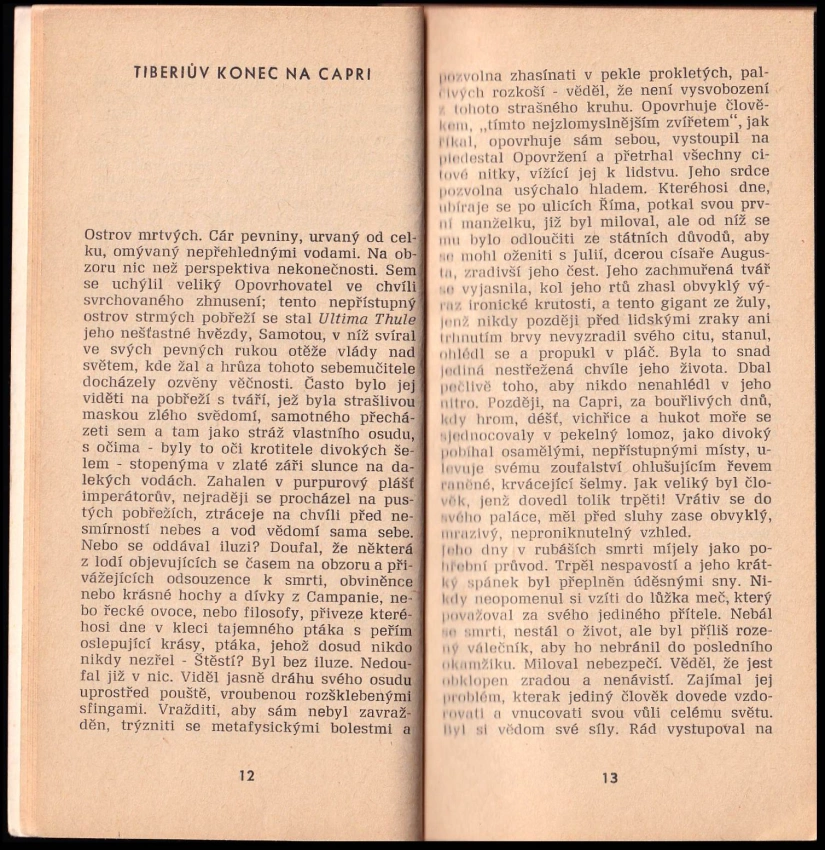 TIBERIŮV KONEC NA CAPRI
Ostrov mrtvých. Cár pevniny, urvaný od cel-
ku, omývaný nepřehlednými vodami. Na ob-
zoru nic než perspektiva nekonečnosti. Sem
se uchýlil veliký Opovrhovatel ve chvíli
svrchovaného zhnusení; tento nepřístupný
ostrov strmých pobřeží se stal Ultima Thule
jeho nešťastné hvězdy, Samotou, v níž svíral
ve svých pevných rukou otěže vlády nad
světem, kde žal a hrůza tohoto sebemučitele
docházely ozvěny věčnosti. Často bylo jej
viděti na pobřeží s tváří, jež byla strašlivou
maskou zlého svědomí, samotného přechá-
zeti sem a tam jako stráž vlastního osudu,
s očima - byly to oči krotitele divokých še-
lem - stopenýma v zlaté záři slunce na da-
lekých vodách. Zahalen v purpurový plášť
imperátorův, nejraději se procházel na pus-
tých pobřežích, ztráceje na chvíli před ne-
smírností nebes a vod vědomí sama sebe.
Nebo se oddával iluzi? Doufal, že některá
z lodí objevujících se časem na obzoru a při-
vážejících odsouzence k smrti, obviněnce
nebo krásné hochy a dívky z Campanie, ne-
bo řecké ovoce, nebo filosofy, přiveze které-
hosi dne v kleci tajemného ptáka s peřím
oslepující krásy, ptáka, jehož dosud nikdo
nikdy nezřel - Štěstí? Byl bez iluze. Nedou-
fal již v nic. Viděl jasně dráhu svého osudu
uprostřed pouště, vroubenou rozšklebenými
sfingami. Vražditi, aby sám nebyl zavraž-
děn, trýzniti se metafysickými bolestmi a
12
pozvolna zhasínati v pekle prokletých, pal-
čivých rozkoší - věděl, že není vysvobození
z tohoto strašného kruhu. Opovrhuje člově-
kem, „tímto nejzlomyslnějším zvířetem“, jak
říkal, opovrhuje sám sebou, vystoupil na
piedestal Opovržení a přetrhal všechny ci-
tové nitky, vížící jej k lidstvu. Jeho srdce
pozvolna usýchalo hladem. Kteréhosi dne,
ubíraje se po ulicích Říma, potkal svou prv-
ní manželku, již byl miloval, ale od níž se
mu bylo odloučiti ze státních důvodů, aby
se mohl oženiti s Julií, dcerou císaře Augus-
ta, zradivší jeho čest. Jeho zachmuřená tvář
se vyjasnila, kol jeho rtů zhasl obvyklý vý-
raz ironické krutosti, a tento gigant ze žuly,
jenž nikdy později před lidskými zraky ani
trhnutím brvy nevyzradil svého citu, stanul,
ohlédl se a propukl v pláč. Byla to snad
jediná nestřežená chvíle jeho života. Dbal
pečlivě toho, aby nikdo nenahlédl v jeho
nitro. Později, na Capri, za bouřlivých dnů,
kdy hrom, déšť, vichřice a hukot moře se
sjednocovaly v pekelný lomoz, jako divoký
pobíhal osamělými, nepřístupnými místy, u-
levuje svému zoufalství ohlušujícím řevem
raněné, krvácející šelmy. Jak veliký byl člo-
věk, jenž dovedl tolik trpěti! Vrátiv se do
svého paláce, měl před sluhy zase obvyklý,
mrazivý, neproniknutelný vzhled.
Jeho dny v rubáších smrti míjely jako po-
hřební průvod. Trpěl nespavostí a jeho krát-
ký spánek byl přeplněn úděsnými sny. Ni-
kdy neopomenul si vzíti do lůžka meč, který
považoval za svého jediného přítele. Nebál
se smrti, nestál o život, ale byl příliš roze-
ný válečník, aby ho nebránil do posledního
okamžiku. Miloval nebezpečí. Věděl, že jest
obklopen zradou a nenávistí. Zajímal jej
problém, kterak jediný člověk dovede vzdo-
rovati a vnucovati svou vůli celému světu.
Byl si vědom své síly. Rád vystupoval na
13